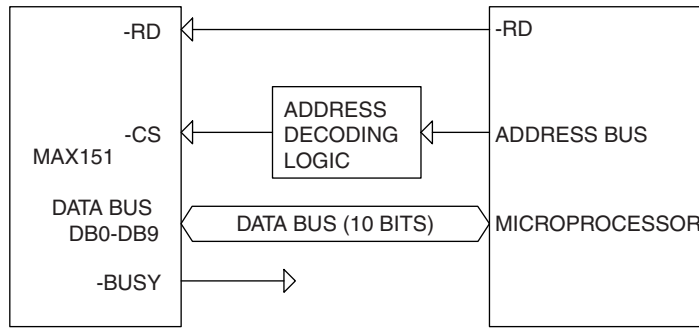 -RD
-RD
ADDRESS
DECODING
LOGIC
-CS
ADDRESS BUS
MAX151
DATA BUS
DB0-DB9
DATA BUS (10 BITS)
MICROPROCESSOR
-BUSY